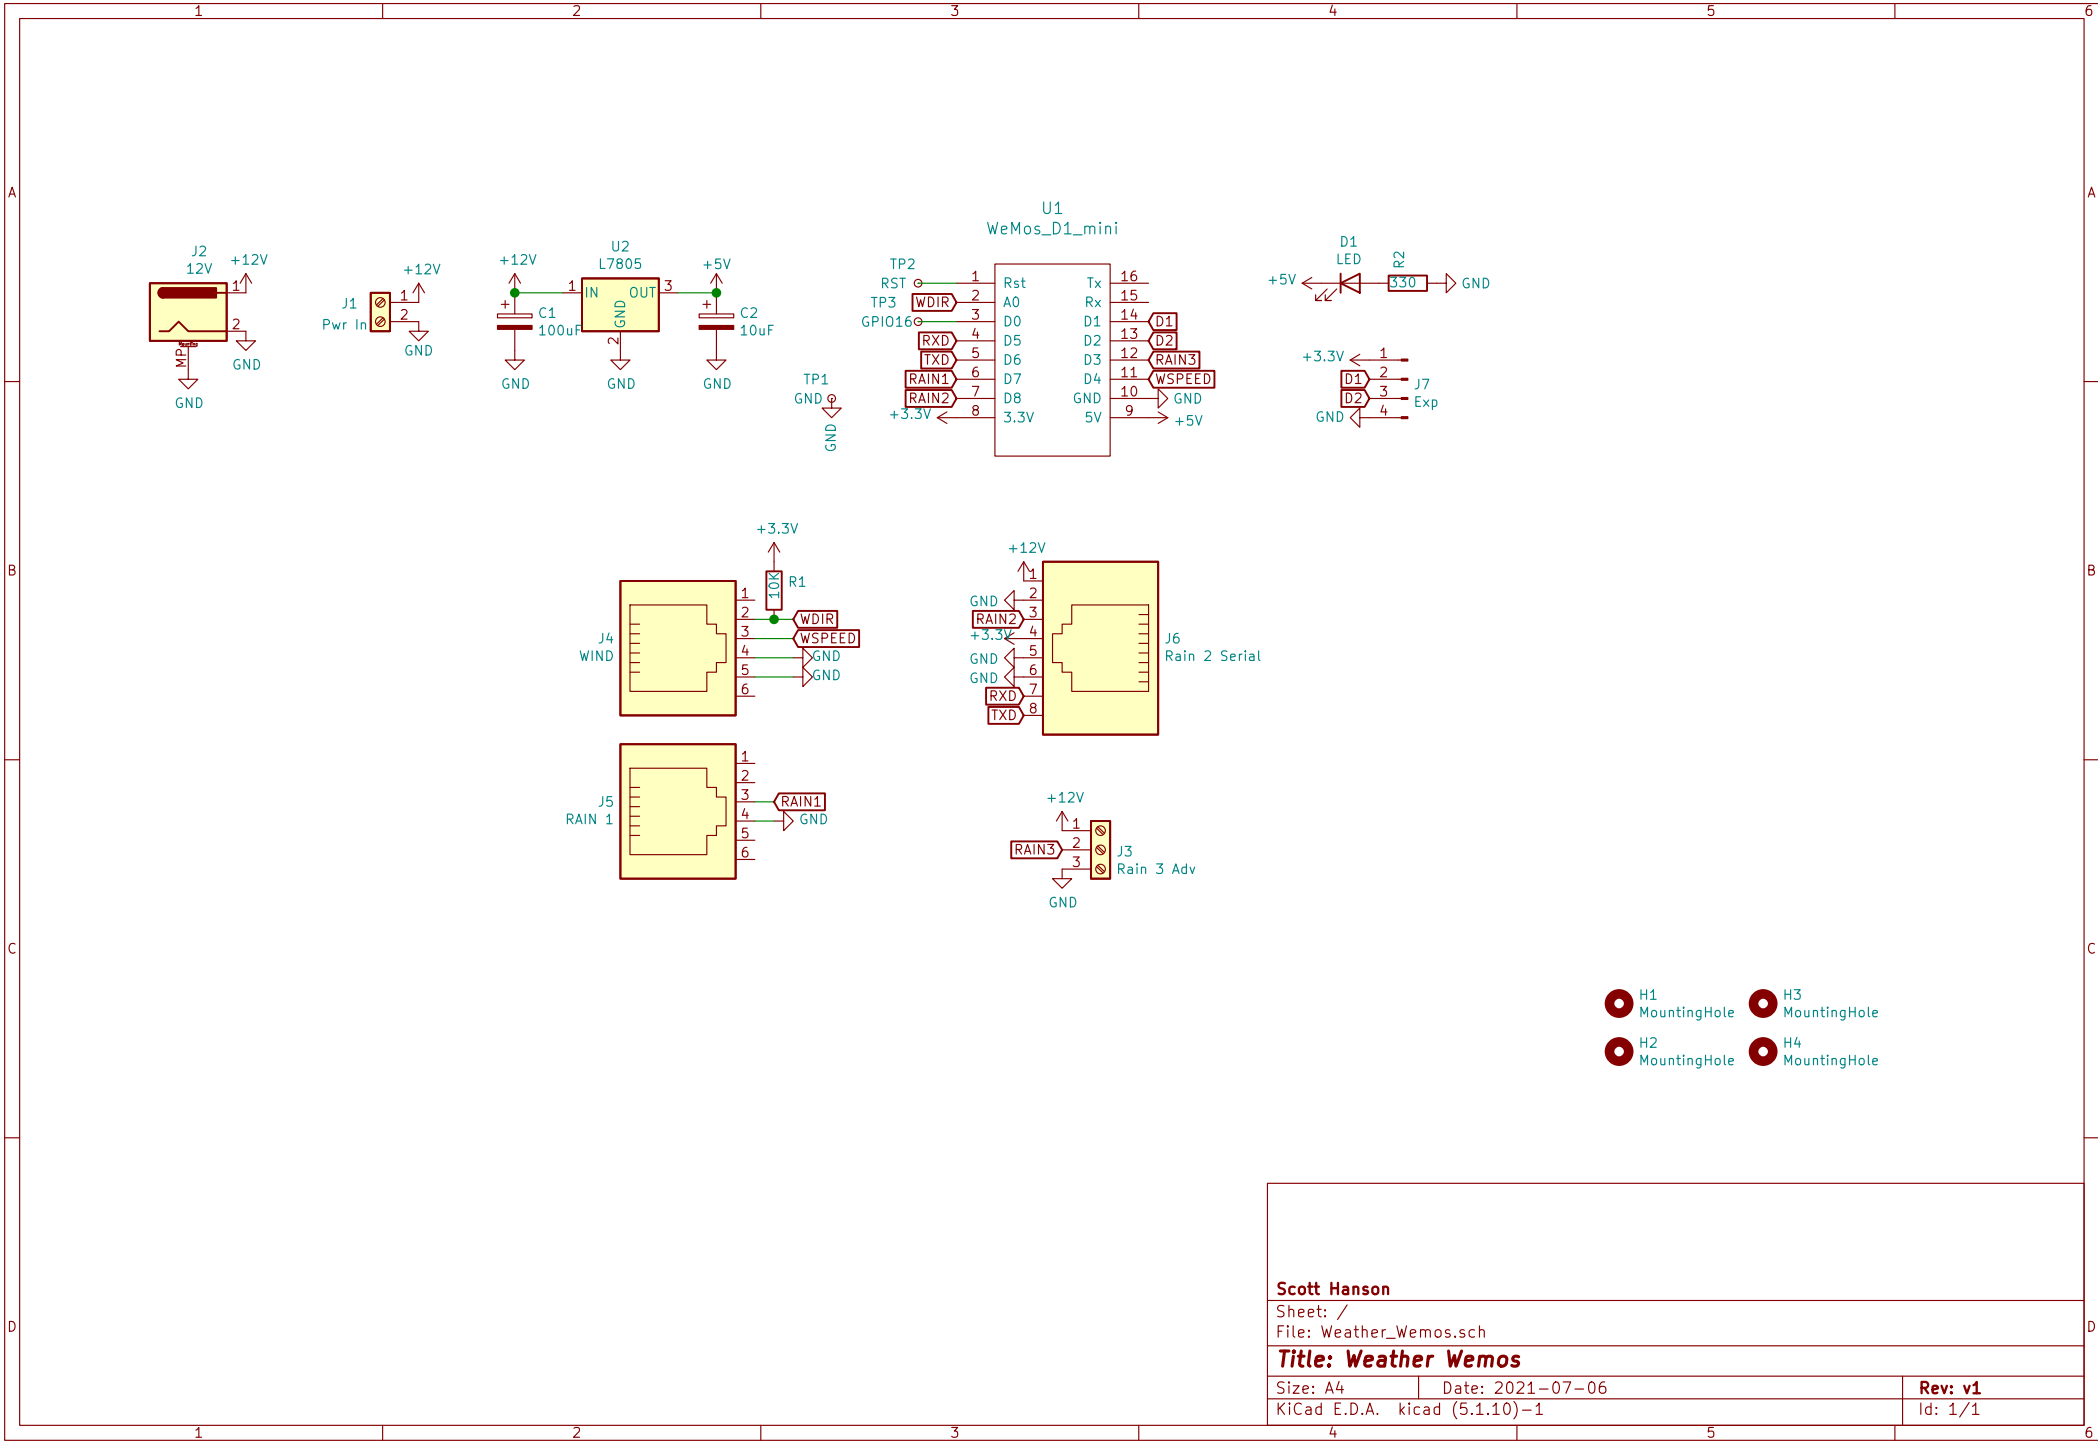 1 2 3 4 5 6
A A
B B
C C
D D
J2
12V
+12V
1
2
GND
MP
GND
J1
Pwr In
+12V
1
2
GND
+12V
C1
100uF
GND
U2
L7805
1 IN OUT 3
GND
2
GND
+5V
C2
10uF
GND
TP1
GND
GND
U1
WeMos_D1_mini
TP2
RST 1 Rst
TP3 WDIR 2 A0
GPIO16 3 D0
RXD 4 D5
TXD 5 D6
RAIN1 6 D7
RAIN2 7 D8
+3.3V 8 3.3V
Tx 16
Rx 15
D1 14 D1
D2 13 D2
D3 12 RAIN3
D4 11 WSPEED
GND 10 GND
5V 9 +5V
D1
LED
+5V
R2
330
GND
+3.3V 1
D1 2
D2 3
GND 4
J7
Exp
+3.3V
10K R1
J4
WIND
1
2 WDIR
3 WSPEED
4 GND
5 GND
6
J5
RAIN 1
1
2
3 RAIN1
4 GND
5
6
+12V
1
GND 2
RAIN2 3
+3.3V 4
GND 5
GND 6
RXD 7
TXD 8
J6
Rain 2 Serial
+12V
1
RAIN3 2
3
GND
J3
Rain 3 Adv
H1
MountingHole
H3
MountingHole
H2
MountingHole
H4
MountingHole
Scott Hanson
Sheet: /
File: Weather_Wemos.sch
Title: Weather Wemos
Size: A4 Date: 2021-07-06 Rev: v1
KiCad E.D.A. kicad (5.1.10)-1 Id: 1/1
1 2 3 4 5 6